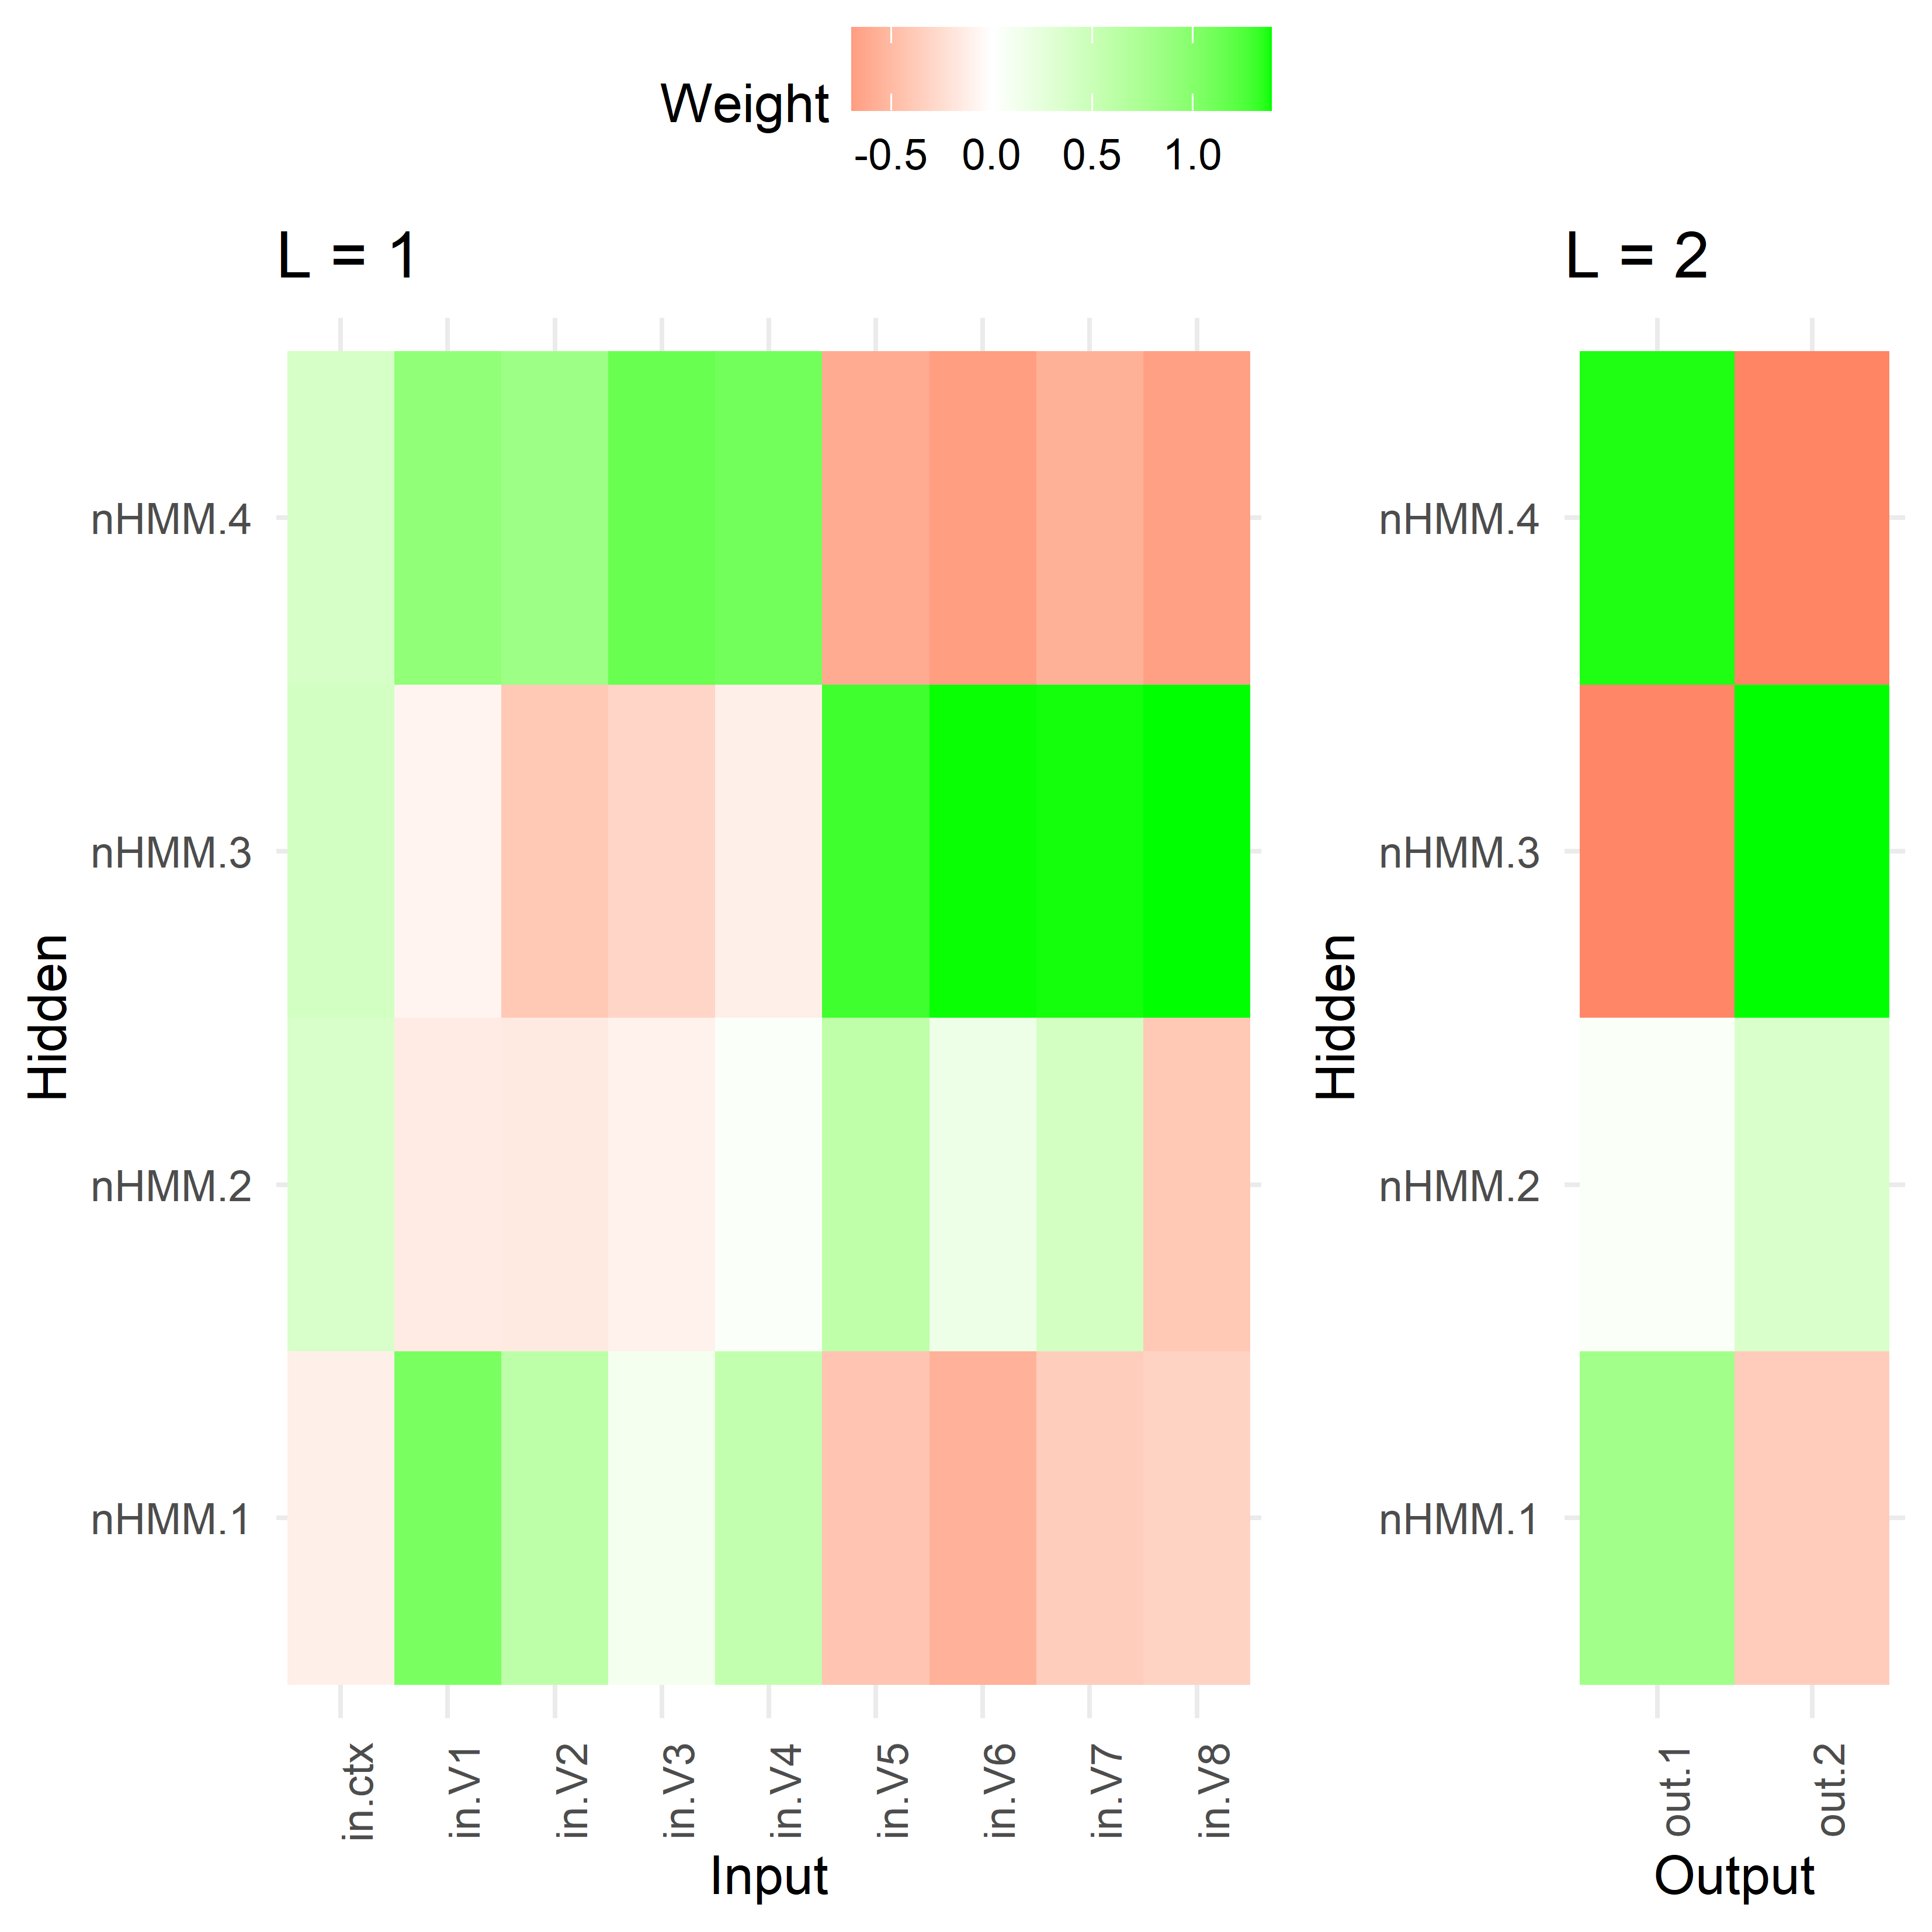 Weight
-0.5 0.0 0.5 1.0
L = 1
nHMM.4
nHMM.3
nHMM.2
nHMM.1
Hidden
in.ctx in.V1 in.V2 in.V3 in.V4 in.V5 in.V6 in.V7 in.V8
Input
L = 2
nHMM.4
nHMM.3
nHMM.2
nHMM.1
Hidden
out.1 out.2
Output